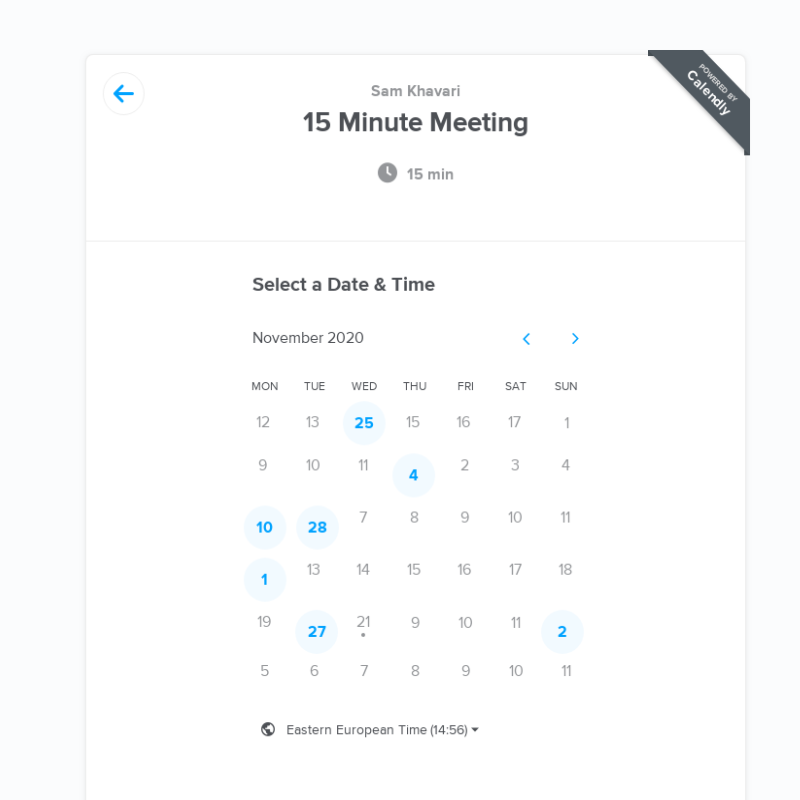 POWERED BY
Calendly
Sam Khavari
15 Minute Meeting
15 min
Select a Date & Time
November 2020
MON TUE WED THU FRI SAT SUN
12 13 25 15 16 17 1
9 10 11 4 2 3 4
10 28 7 8 9 10 11
1 13 14 15 16 17 18
19 27 21 9 10 11 2
5 6 7 8 9 10 11
Eastern European Time (14:56)